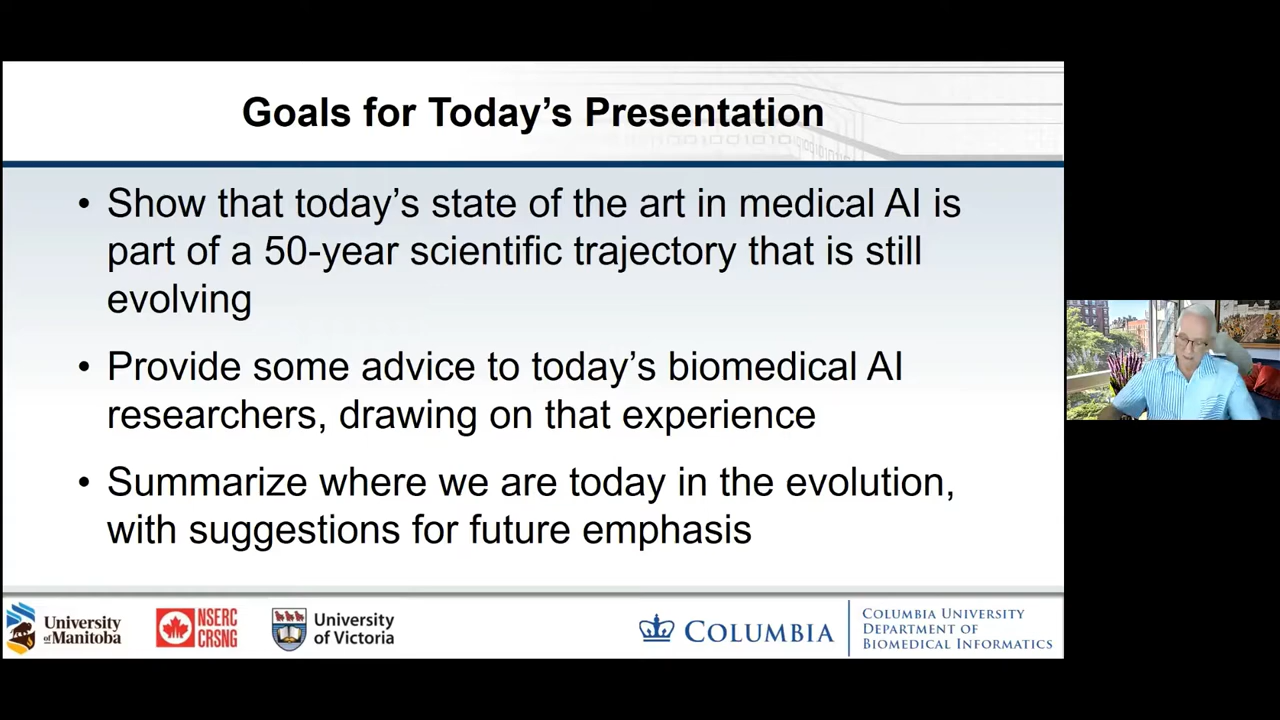 Goals for Today's Presentation
• Show that today's state of the art in medical AI is
part of a 50-year scientific trajectory that is still
evolving
• Provide some advice to today's biomedical AI
researchers, drawing on that experience
• Summarize where we are today in the evolution,
with suggestions for future emphasis
University
of Manitoba
NSERC
CRSNG
University
of Victoria
COLUMBIA
COLUMBIA UNIVERSITY
DEPARTMENT OF
BIOMEDICAL INFORMATICS